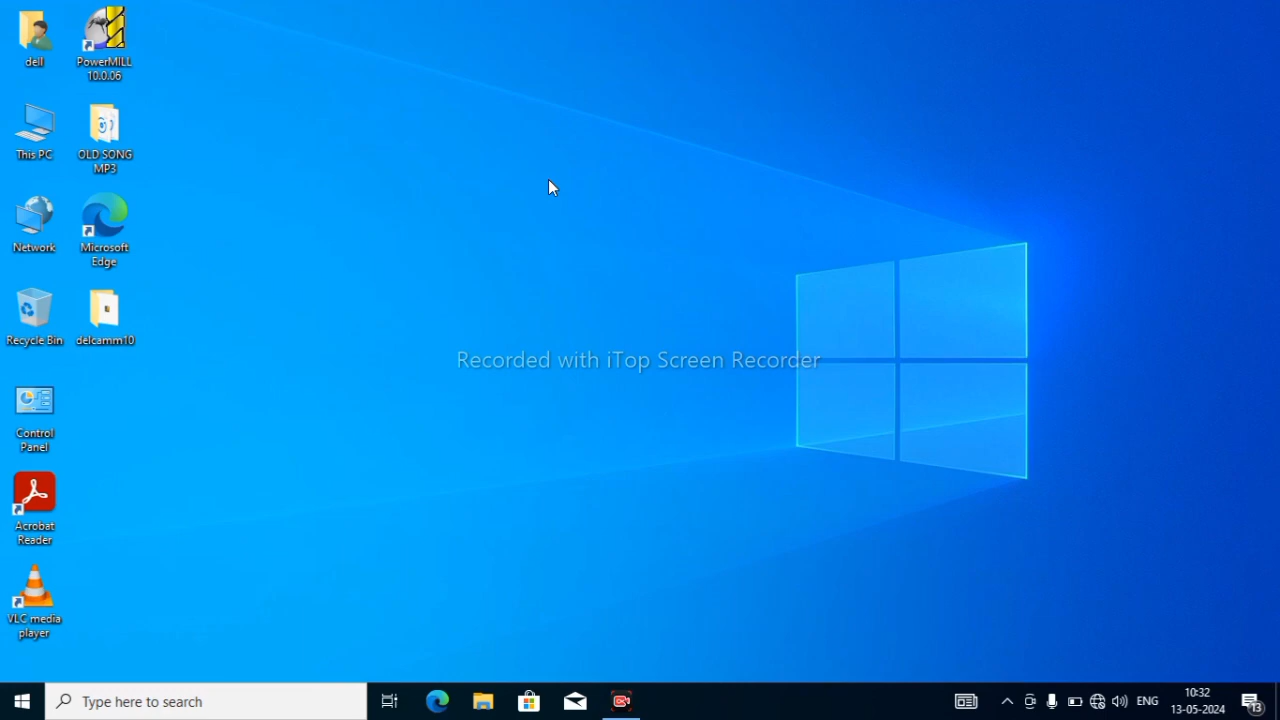 dell
PowerMILL
10.0.06
This PC
OLD SONG
MP3
Network
Microsoft
Edge
Recycle Bin
delcamm10
Control
Panel
Acrobat
Reader
VLC media
player
Recorded with iTop Screen Recorder
Type here to search
ENG
10:32
13-05-2024
13